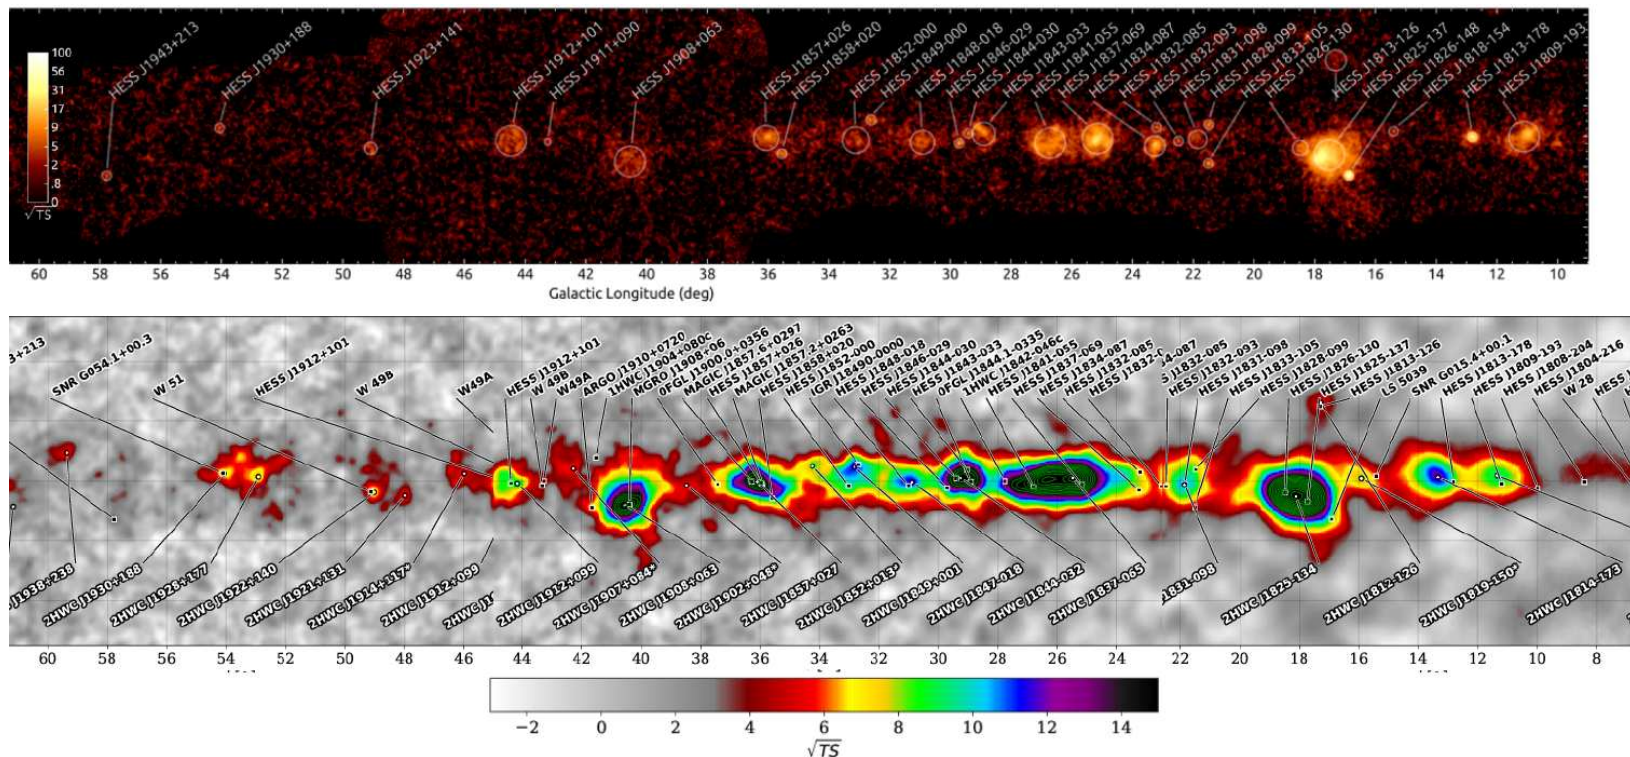 HESS J1943+213
HESS J1930+188
HESS J1923+141
HESS J1912+101
HESS J1911+090
HESS J1908+063
HESS J1857+026
HESS J1858+020
HESS J1852-000
HESS J1849-000
HESS J1848-018
HESS J1846-029
HESS J1844-030
HESS J1843-033
HESS J1841-055
HESS J1837-069
HESS J1834-087
HESS J1832-085
HESS J1832-093
HESS J1831-098
HESS J1828-099
HESS J1833-105
HESS J1826-130
HESS J1813-126
HESS J1825-137
HESS J1826-148
HESS J1818-154
HESS J1813-178
HESS J1809-193
100
56
31
17
9
5
2
.8
0
√TS
60 58 56 54 52 50 48 46 44 42 40 38 36 34 32 30 28 26 24 22 20 18 16 14 12 10
Galactic Longitude (deg)
3+213
SNR G054.1+00.3
W 51
HESS J1912+101
W 49B
W49A
HESS J1912+101
W 49B
W49A
ARGO J1910+0720
1HWC J1904+080c
MGRO J1908+06
0FGL J1900.0+0356
MAGIC J1857.6+0297
HESS J1857+026
MAGIC J1857.2+0263
HESS J1858+020
HESS J1852-000
IGR J18490-0000
HESS J1848-018
HESS J1846-029
HESS J1844-030
HESS J1843-033
0FGL J1844.1-0335
1HWC J1842-046c
HESS J1841-055
HESS J1837-069
HESS J1834-087
HESS J1832-085
HESS J1832-093
HESS J1831-098
HESS J1833-105
HESS J1828-099
HESS J1826-130
HESS J1825-137
HESS J1813-126
LS 5039
SNR G015.4+00.1
HESS J1813-178
HESS J1809-193
HESS J1808-204
HESS J1804-216
W 28
J1938+238
2HWC J1930+188
2HWC J1928+177
2HWC J1922+140
2HWC J1921+131
2HWC J1914+117*
2HWC J1912+099
2HWC J1912+099
2HWC J1907+084*
2HWC J1908+063
2HWC J1902+048*
2HWC J1857+027
2HWC J1852+013*
2HWC J1849+001
2HWC J1847-018
2HWC J1844-032
2HWC J1837-065
J1831-098
2HWC J1825-134
2HWC J1812-126
2HWC J1819-150*
2HWC J1814-173
60 58 56 54 52 50 48 46 44 42 40 38 36 34 32 30 28 26 24 22 20 18 16 14 12 10 8
−2 0 2 4 6 8 10 12 14
√TS